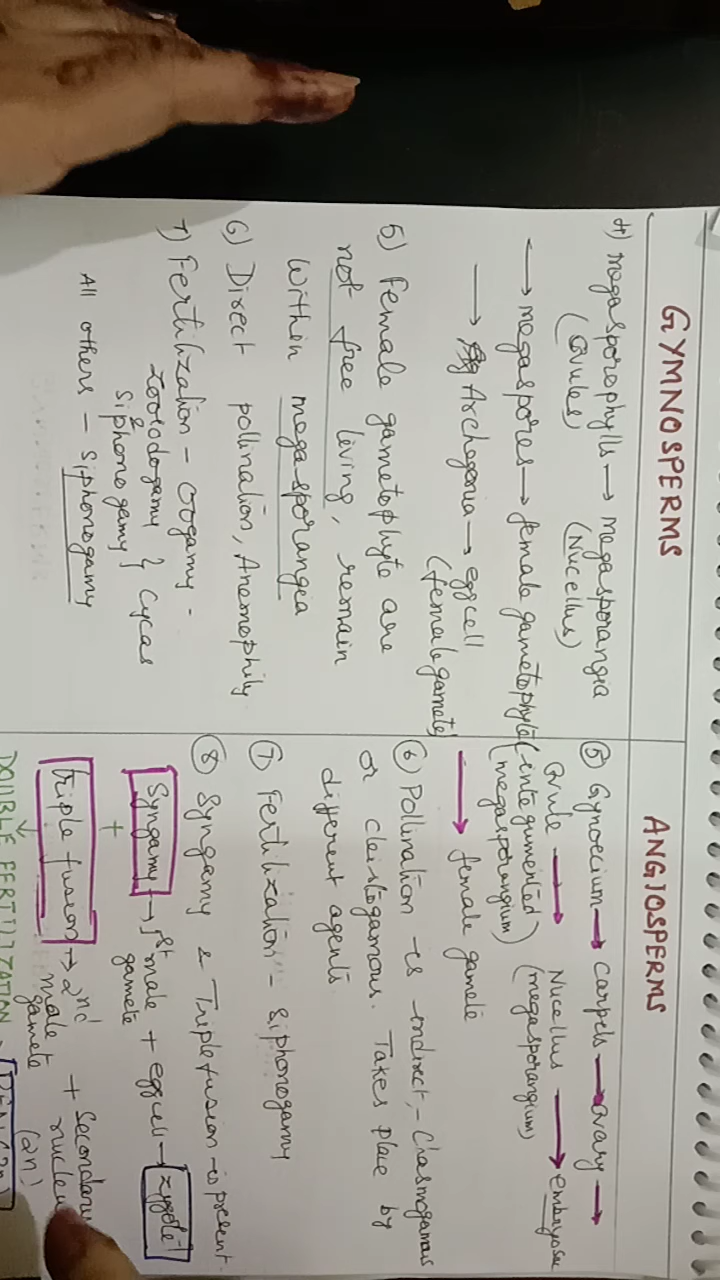 GYMNOSPERMS
4) Megasporophylls → Megasporangia
(Ovules) (Nucellus)
→ megaspores → female gametophyte
→ Archegonia → egg cell
(female gamete)
5) Female gametophyte are
not free living, remain
within megasporangia
6) Direct pollination, Anemophily.
7) Fertilization - Oogamy -
Zooiodogamy
&
Siphonogamy } Cycas
All others - Siphonogamy
ANGIOSPERMS
⑤ Gynoecium → Carpels → Ovary →
Ovule → Nucellus → embryosac
(integumented megasporangium) (megasporangium)
→ female gamete
⑥ Pollination is indirect, - Chasmogamous
or cleistogamous. Takes place by
different agents.
⑦ Fertilization - Siphonogamy
⑧ Syngamy & Triple fusion is present.
Syngamy → 1st male gamete + egg cell → zygote
+
Triple fusion → 2nd male gamete + Secondary nucleus (2n)
DOUBLE FERTILIZATION